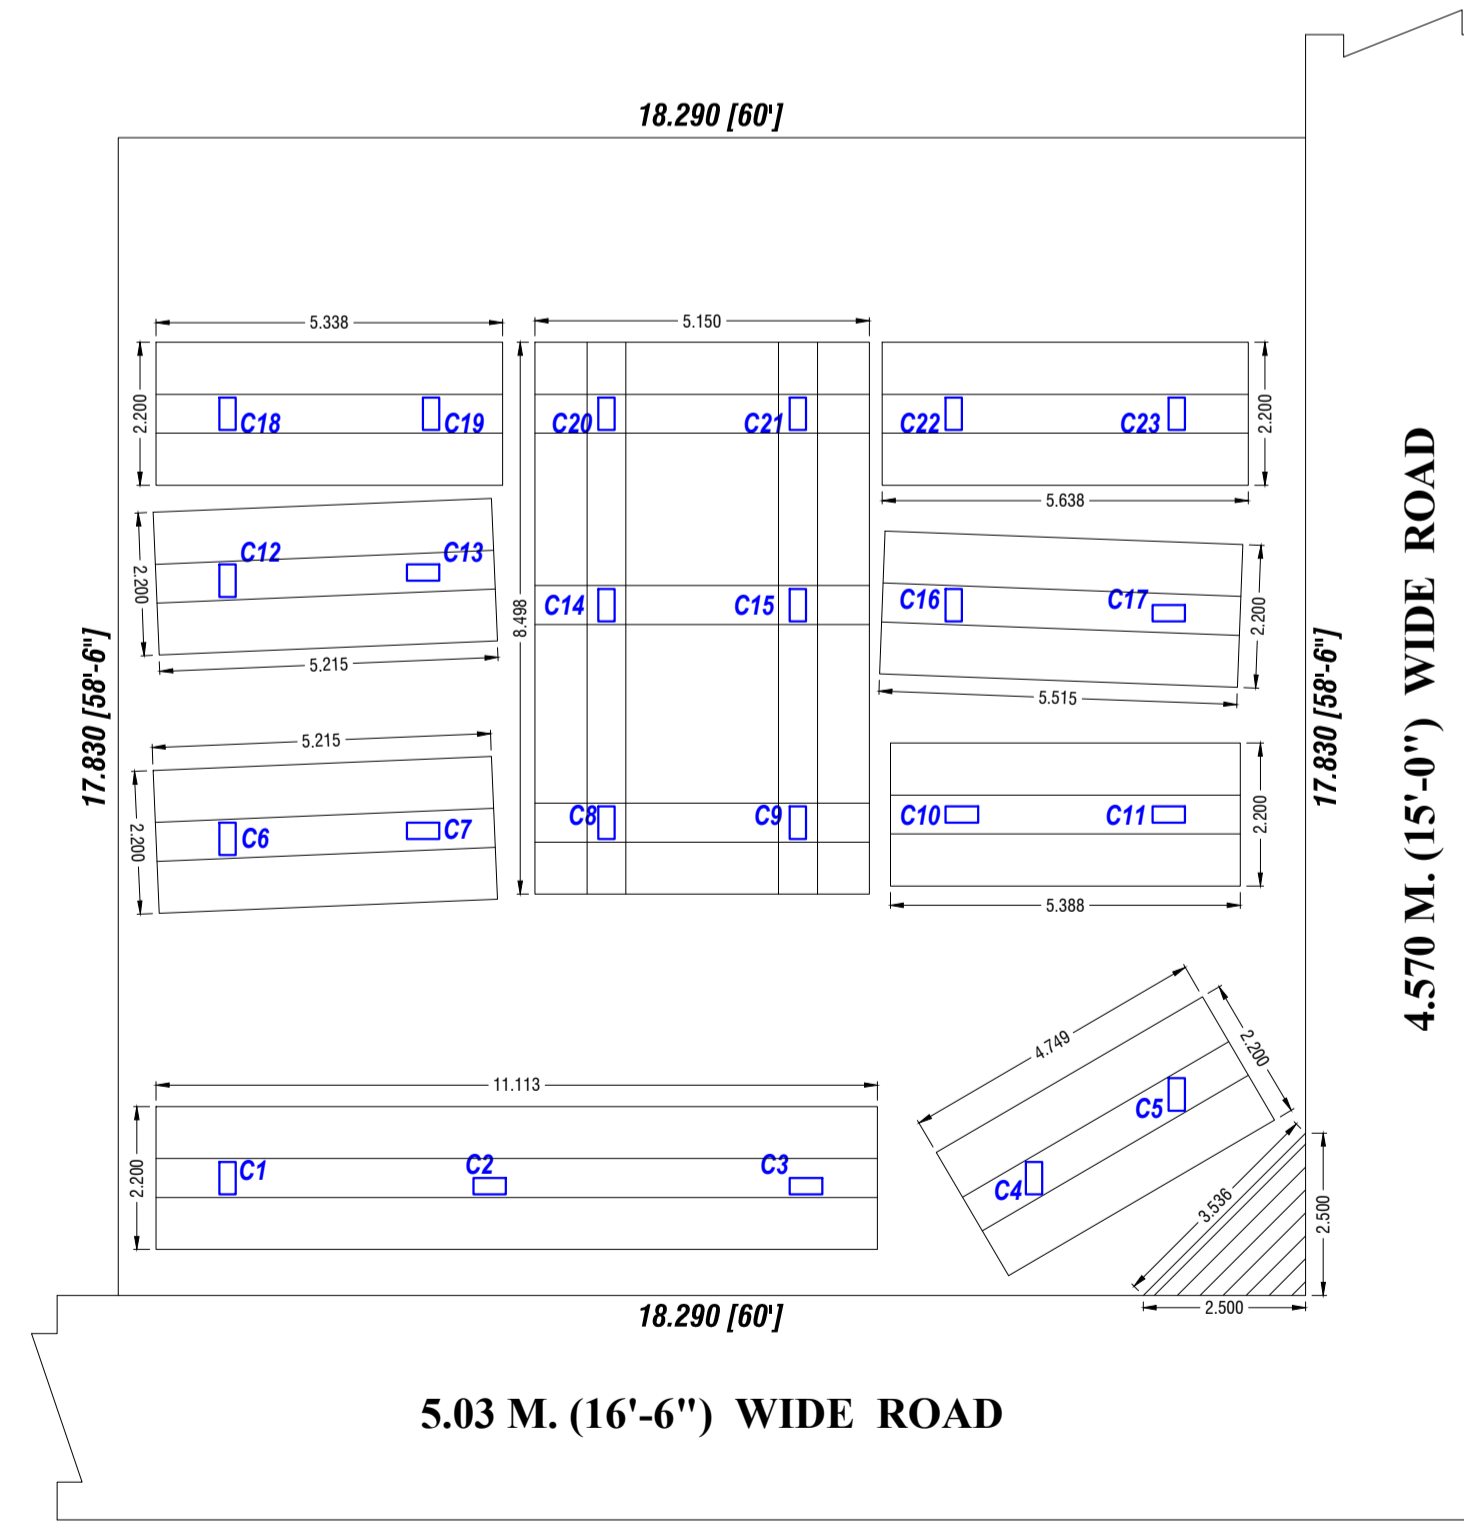 18.290 [60']
5.338
5.150
2.200
C18
C19
C20
C21
C22
C23
2.200
5.638
C12
C13
2.200
5.215
8.498
C14
C15
C16
C17
2.200
5.515
17.830 [58'-6"]
17.830 [58'-6"]
4.570 M. (15'-0") WIDE ROAD
5.215
2.200
C6
C7
C8
C9
C10
C11
2.200
5.388
4.749
2.200
C5
C4
11.113
2.200
C1
C2
C3
3.536
2.500
2.500
18.290 [60']
5.03 M. (16'-6") WIDE ROAD